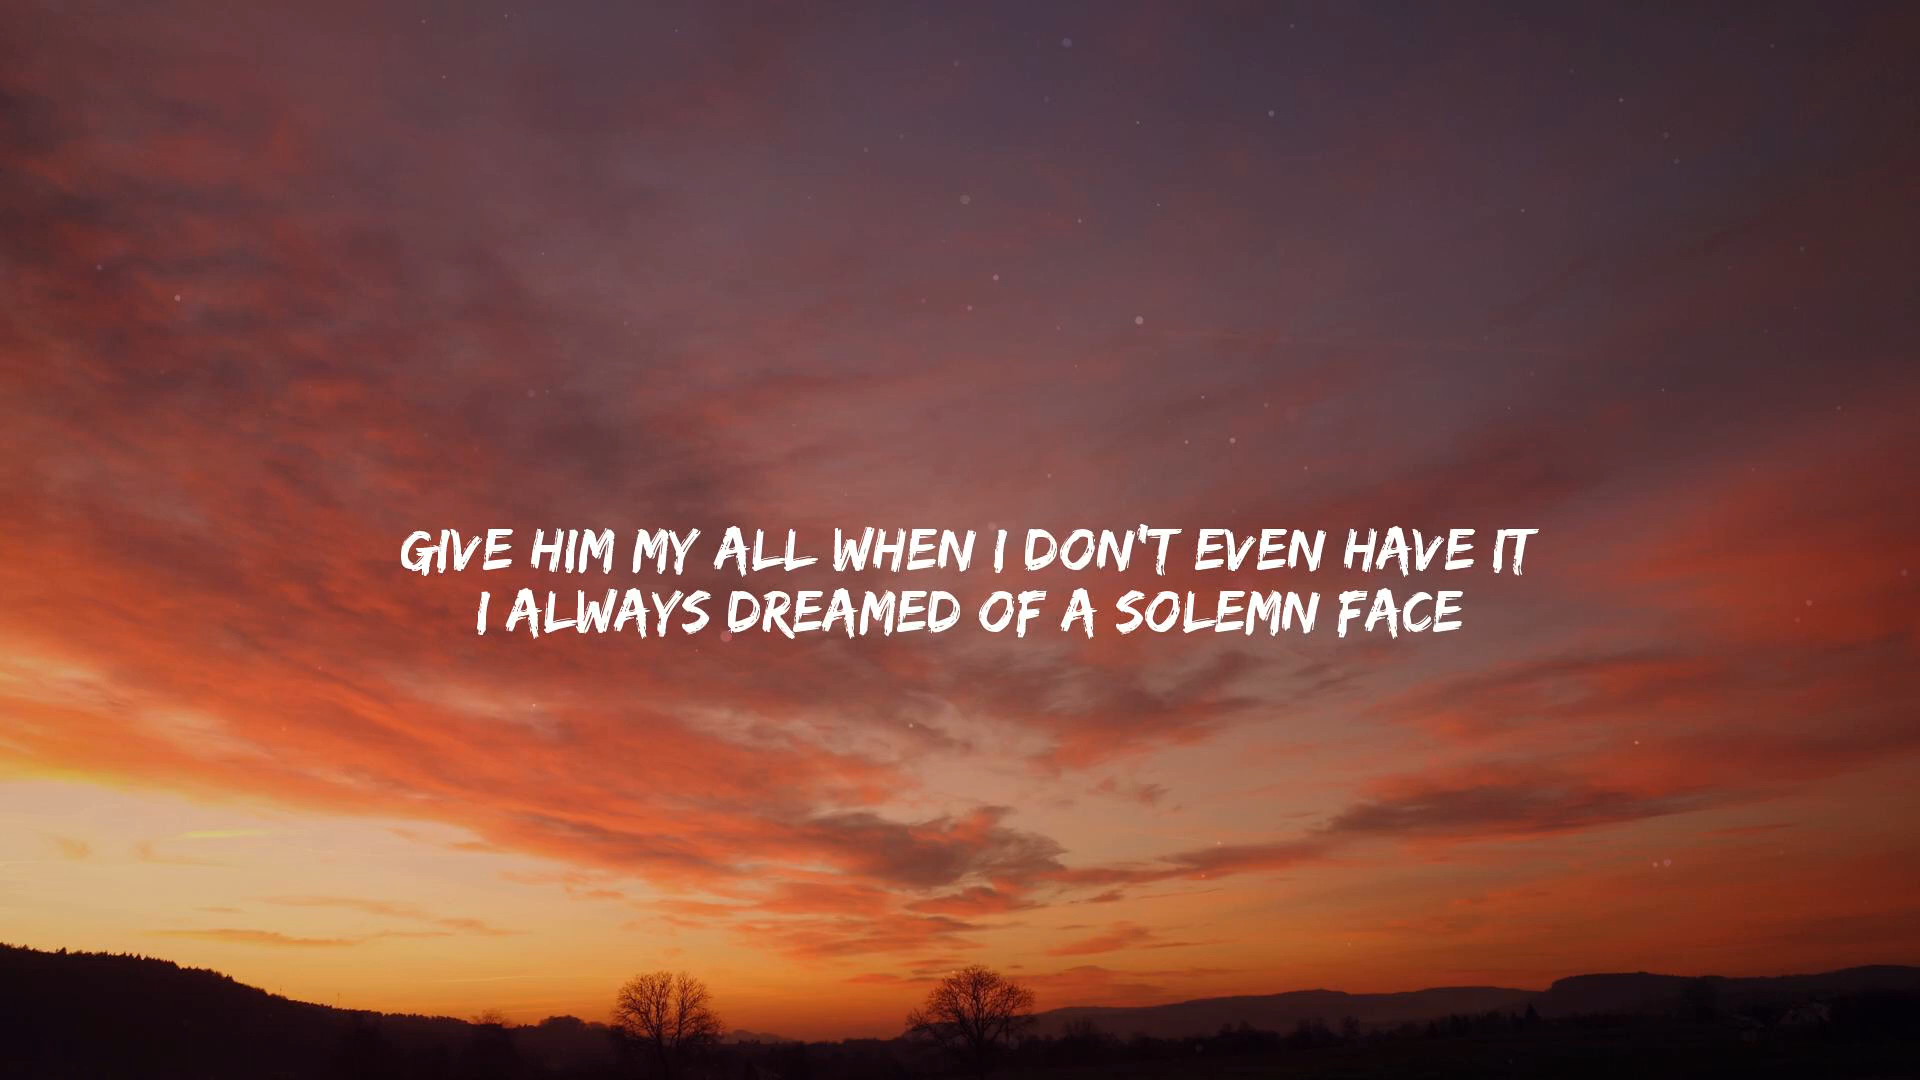 GIVE HIM MY ALL WHEN I DON'T EVEN HAVE IT
I ALWAYS DREAMED OF A SOLEMN FACE